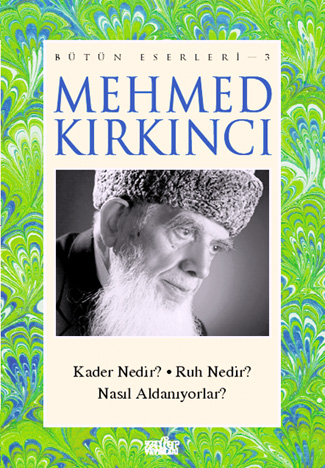 BÜTÜN ESERLERİ – 3
MEHMED
KIRKINCI
Kader Nedir? • Ruh Nedir?
Nasıl Aldanıyorlar?